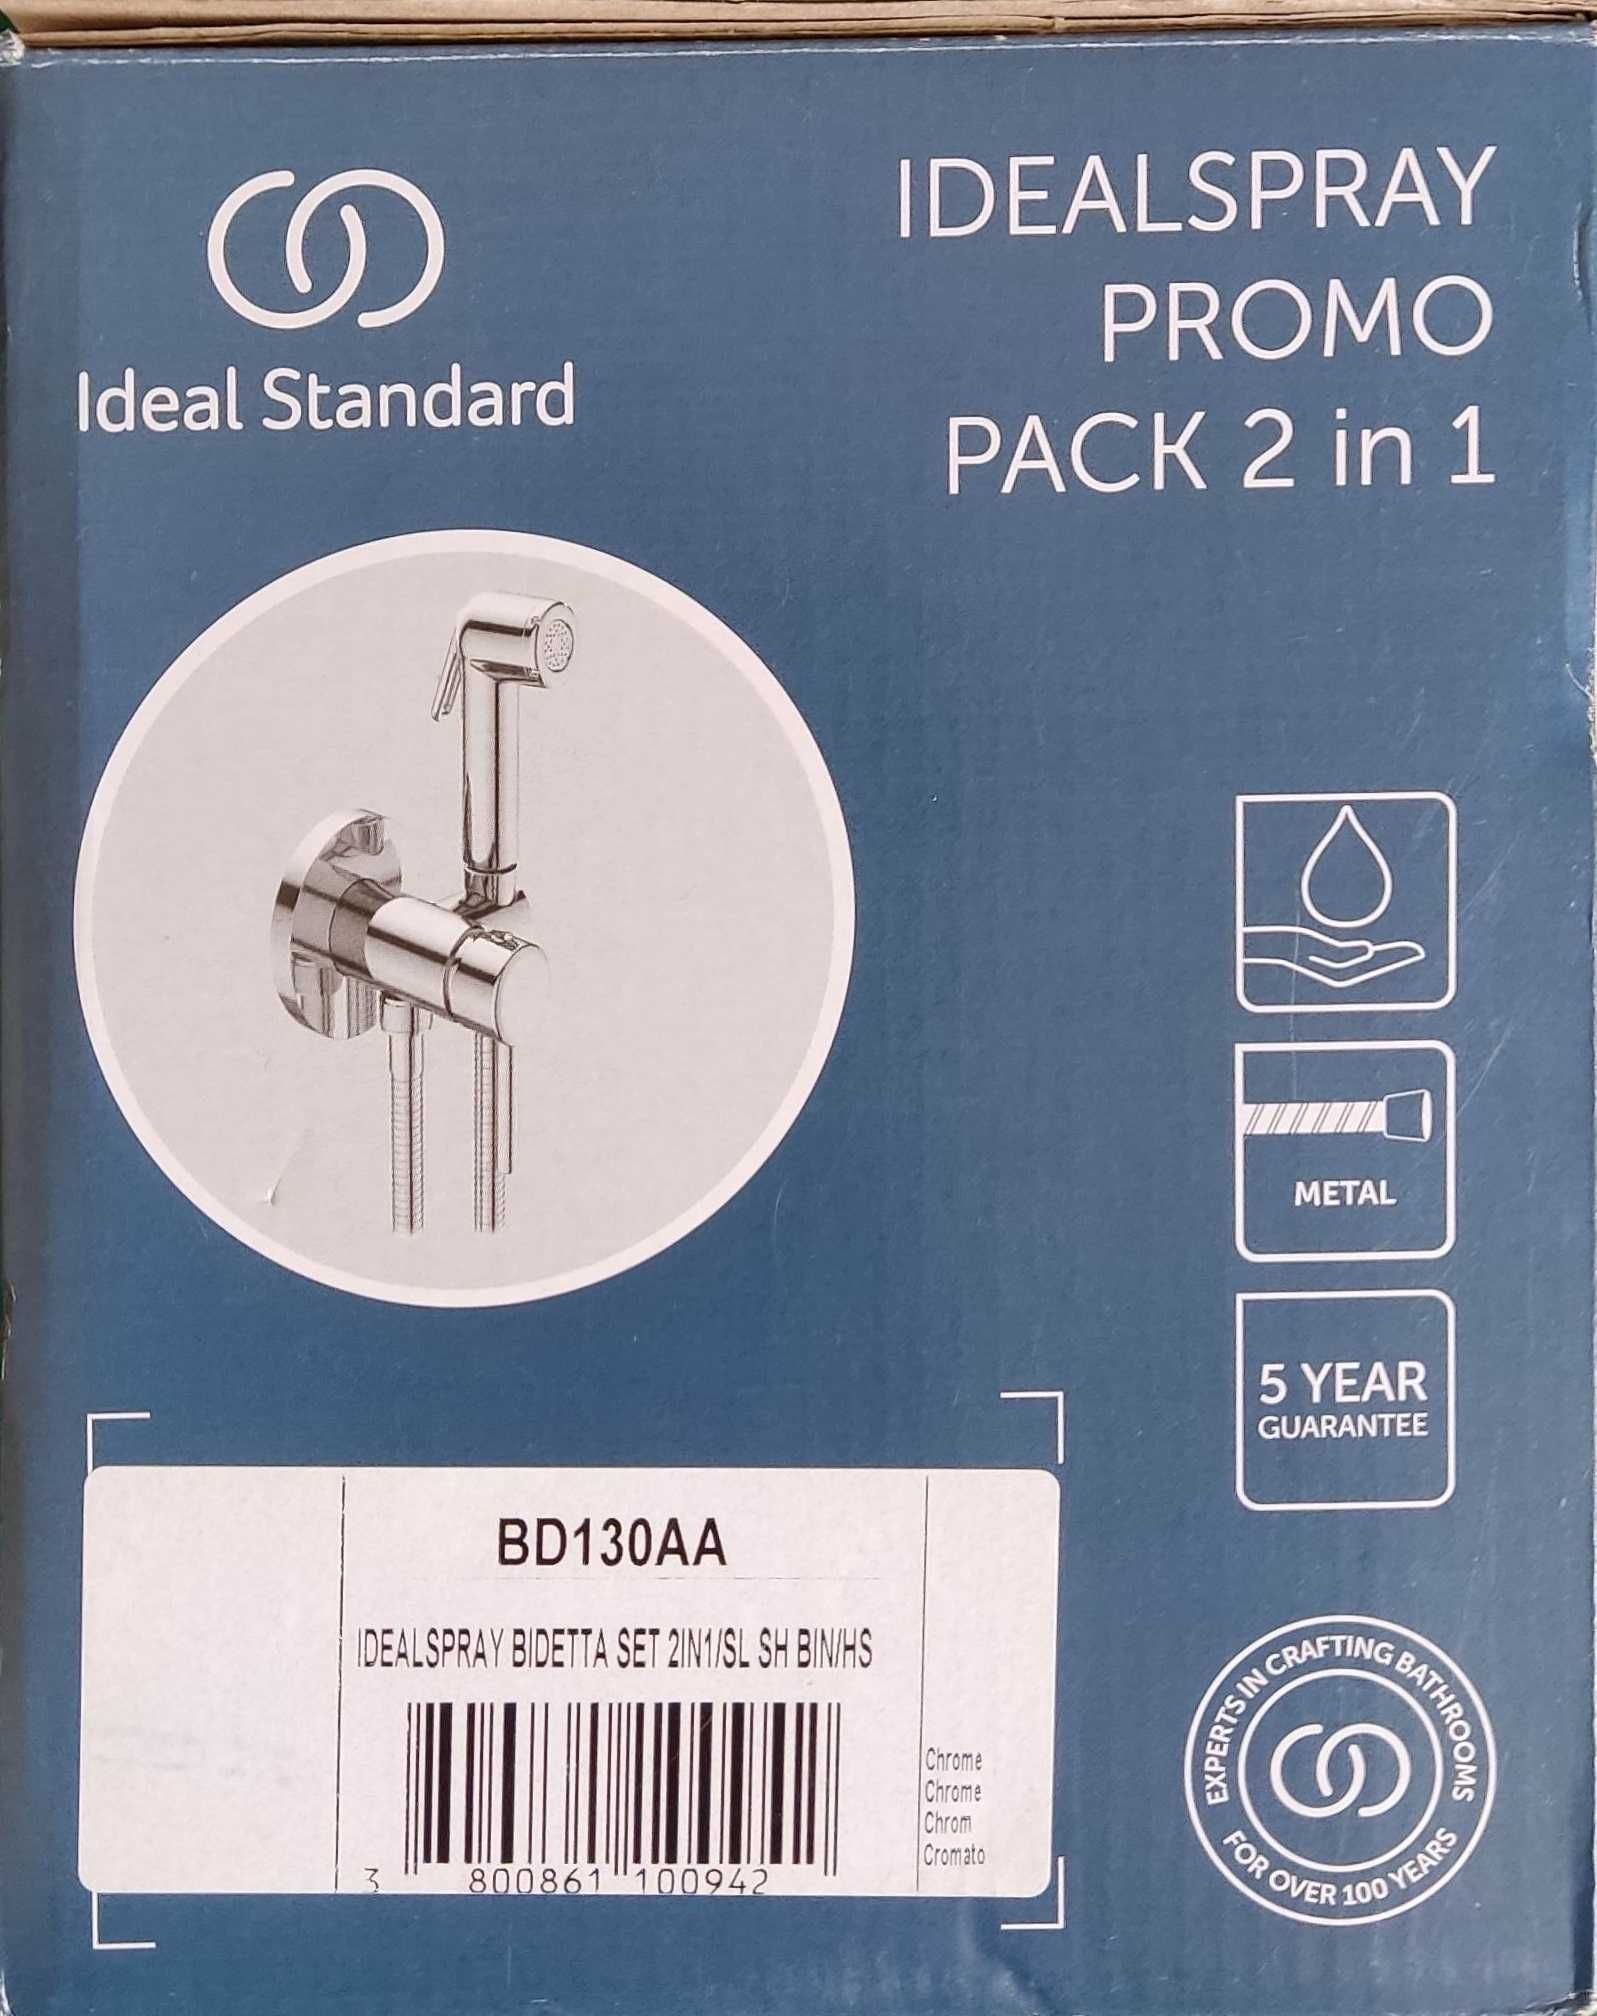 Ideal Standard
IDEALSPRAY
PROMO
PACK 2 in 1
METAL
5 YEAR
GUARANTEE
BD130AA
IDEALSPRAY BIDETTA SET 2IN1/SL SH BIN/HS
3 800861 100942
Chrome
Chrome
Chrom
Cromato
EXPERTS IN CRAFTING BATHROOMS
FOR OVER 100 YEARS